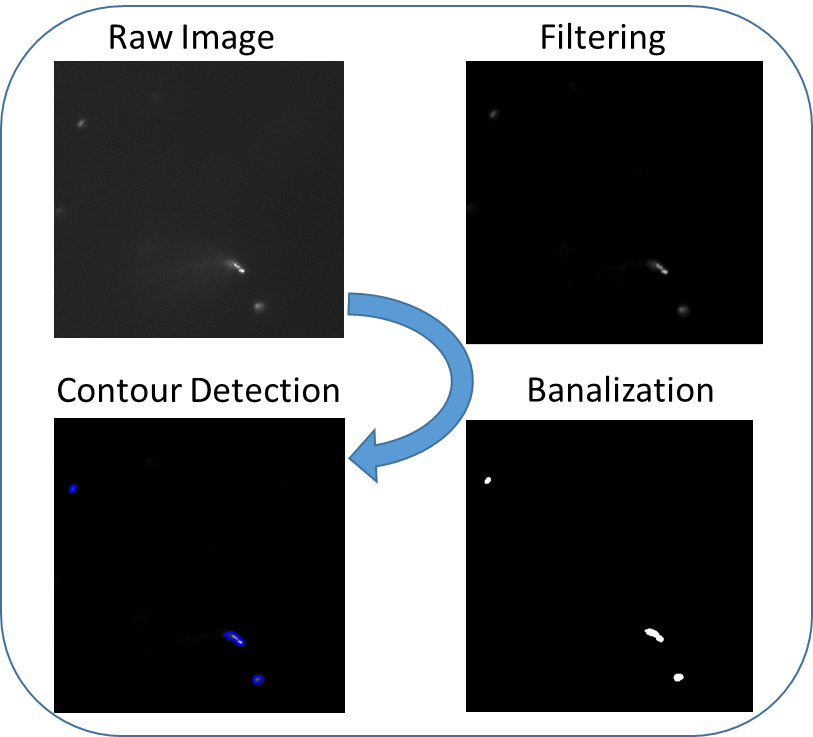 Raw Image
Filtering
Contour Detection
Banalization